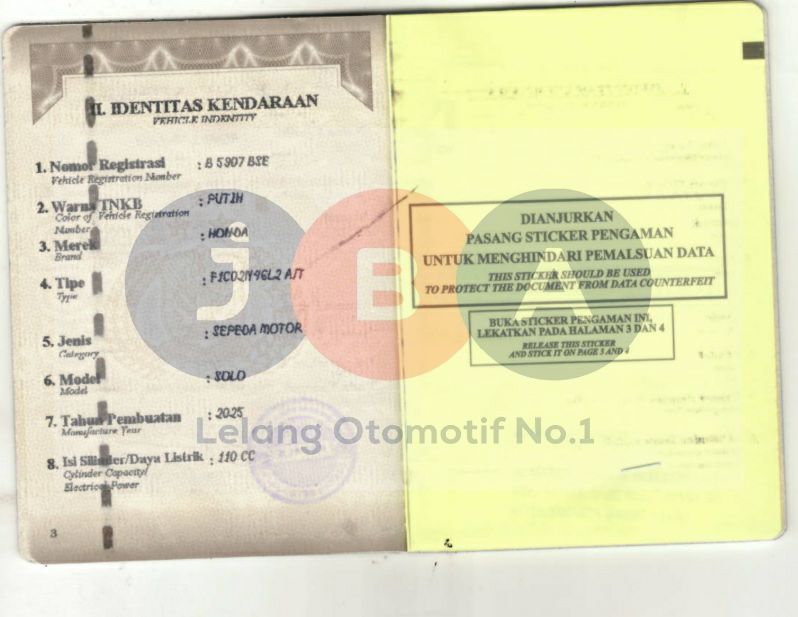 II. IDENTITAS KENDARAAN
VEHICLE INDENTITY
1. Nomor Registrasi : B 5907 BSE
Vehicle Registration Number
2. Warna TNKB : PUTIH
Color of Vehicle Registration
Number
3. Merek : HONDA
Brand
4. Tipe : F1C02N46L2 A/T
Type
5. Jenis : SEPEDA MOTOR
Category
6. Model : SOLO
Model
7. Tahun Pembuatan : 2025
Manufacture Year
8. Isi Silinder/Daya Listrik : 110 CC
Cylinder Capacity/
Electrical Power
3
DIANJURKAN
PASANG STICKER PENGAMAN
UNTUK MENGHINDARI PEMALSUAN DATA
THIS STICKER SHOULD BE USED
TO PROTECT THE DOCUMENT FROM DATA COUNTERFEIT
BUKA STICKER PENGAMAN INI,
LEKATKAN PADA HALAMAN 3 DAN 4
RELEASE THIS STICKER
AND STICK IT ON PAGE 3 AND 4
JBA
Lelang Otomotif No.1